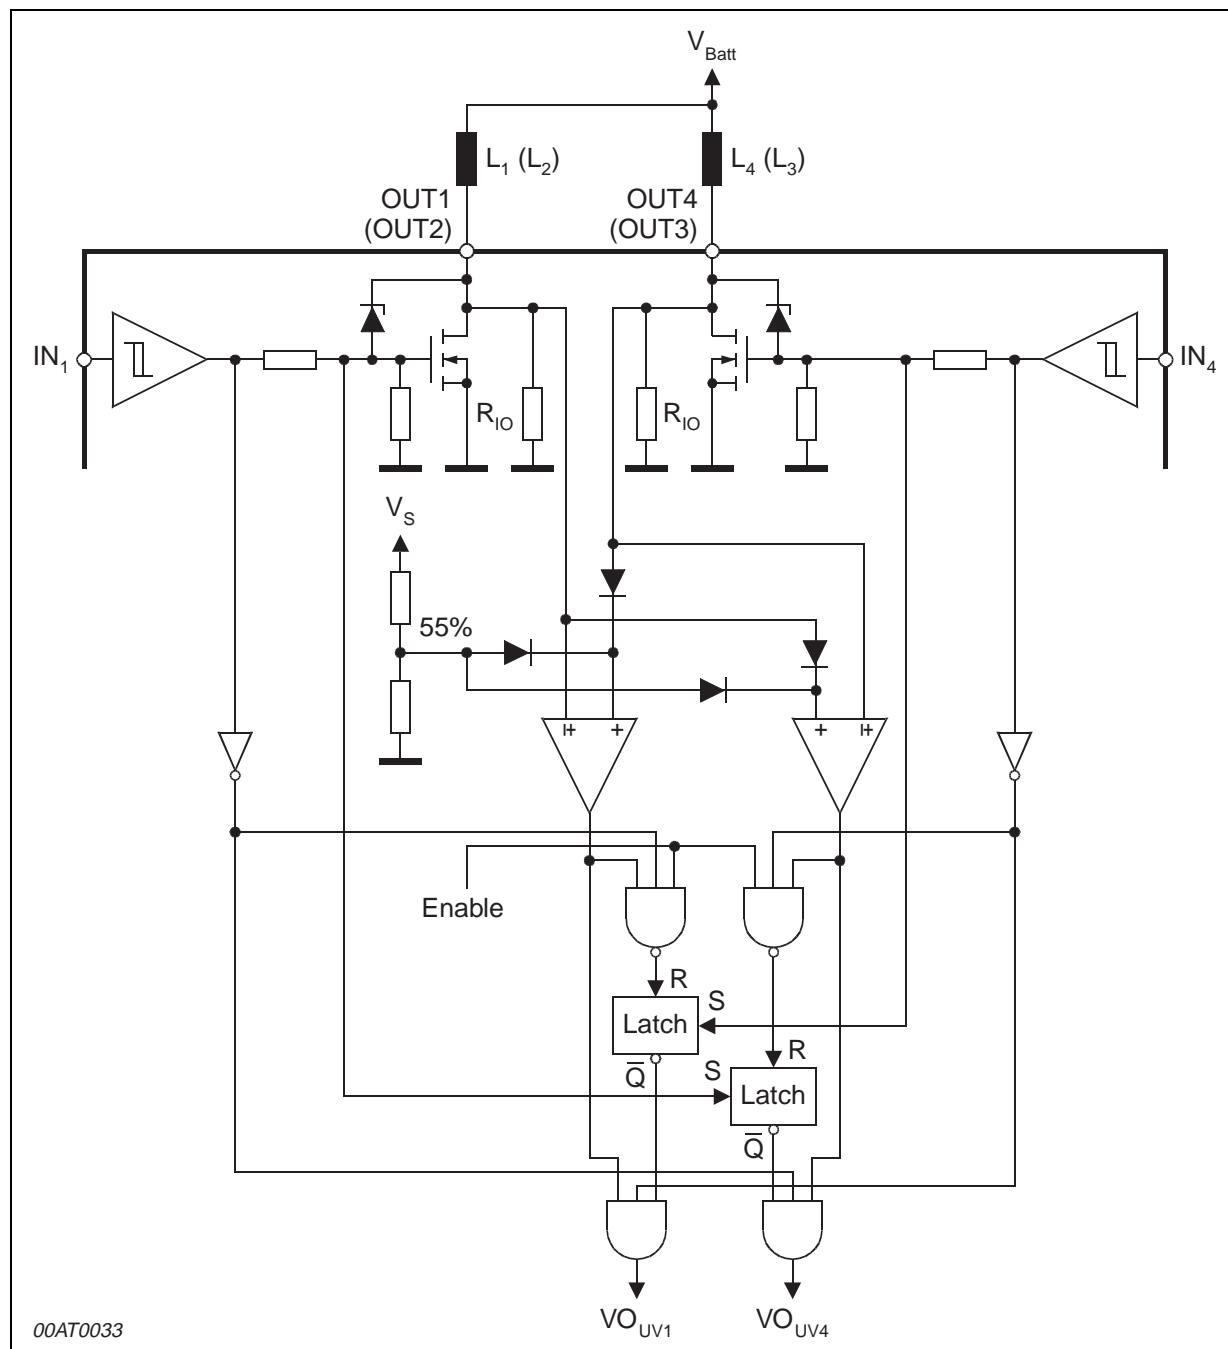 V_Batt
L_1 (L_2)
L_4 (L_3)
OUT1
(OUT2)
OUT4
(OUT3)
IN_1
IN_4
R_IO
R_IO
V_S
55%
+
+
+
+
Enable
R
S
Latch
Q̅
R
S
Latch
Q̅
VO_UV1
VO_UV4
00AT0033